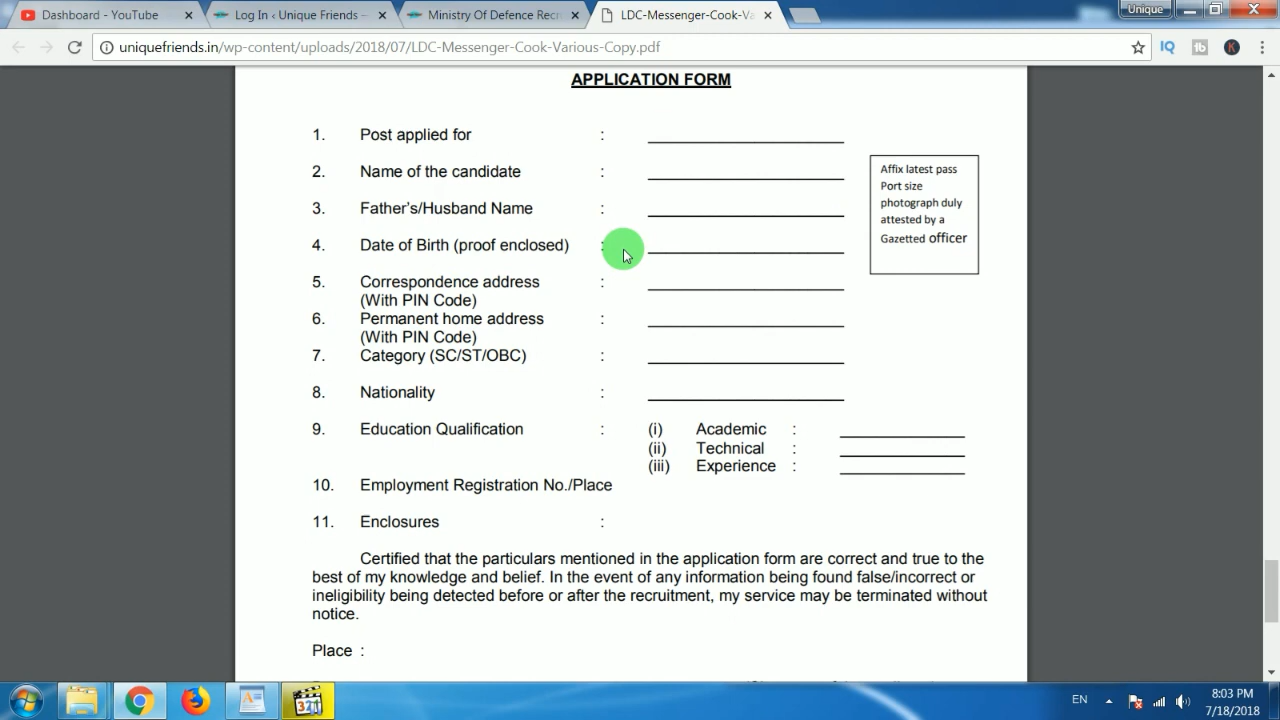 Dashboard - YouTube
Log In ‹ Unique Friends —
Ministry Of Defence Recr
LDC-Messenger-Cook-Va
Unique
uniquefriends.in/wp-content/uploads/2018/07/LDC-Messenger-Cook-Various-Copy.pdf
IQ
K
APPLICATION FORM
1. Post applied for :
2. Name of the candidate :
3. Father's/Husband Name :
4. Date of Birth (proof enclosed) :
5. Correspondence address :
(With PIN Code)
6. Permanent home address :
(With PIN Code)
7. Category (SC/ST/OBC) :
8. Nationality :
9. Education Qualification : (i) Academic :
(ii) Technical :
(iii) Experience :
10. Employment Registration No./Place
11. Enclosures :
Affix latest pass
Port size
photograph duly
attested by a
Gazetted officer
Certified that the particulars mentioned in the application form are correct and true to the
best of my knowledge and belief. In the event of any information being found false/incorrect or
ineligibility being detected before or after the recruitment, my service may be terminated without
notice.
Place :
321
EN
8:03 PM
7/18/2018